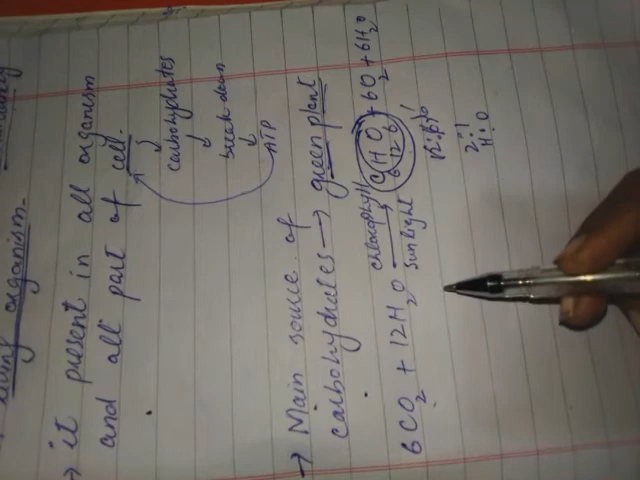 living organism.
→ it present in all organism
and all part of cell.
carbohydrates
↓
carbohydrates
↓
break down
↓
ATP
→ Main source of
carbohydrates → green plant
6CO2 + 12H2O chlorophyll → sunlight C6H12O6 + 6O2 + 6H2O
2:1
H:O